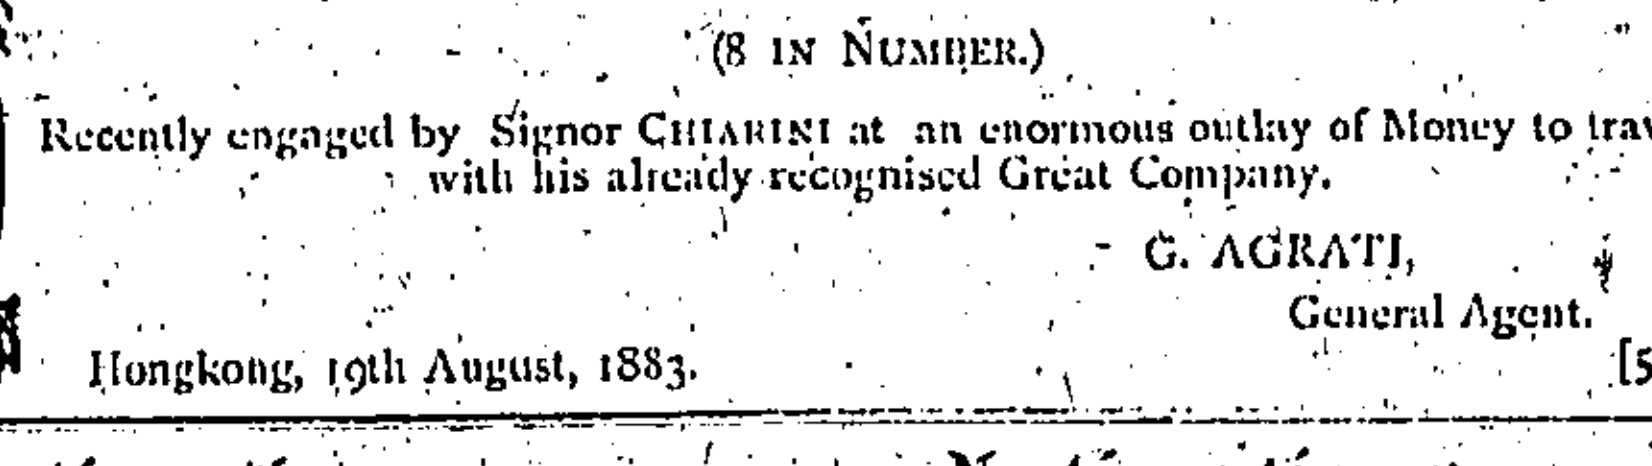 (8 IN NUMBER.)
Recently engaged by Signor CHIARINI at an enormous outlay of Money to trav
with his already recognised Great Company.
G. AGRATI,
General Agent.
Hongkong, 19th August, 1883.
[5